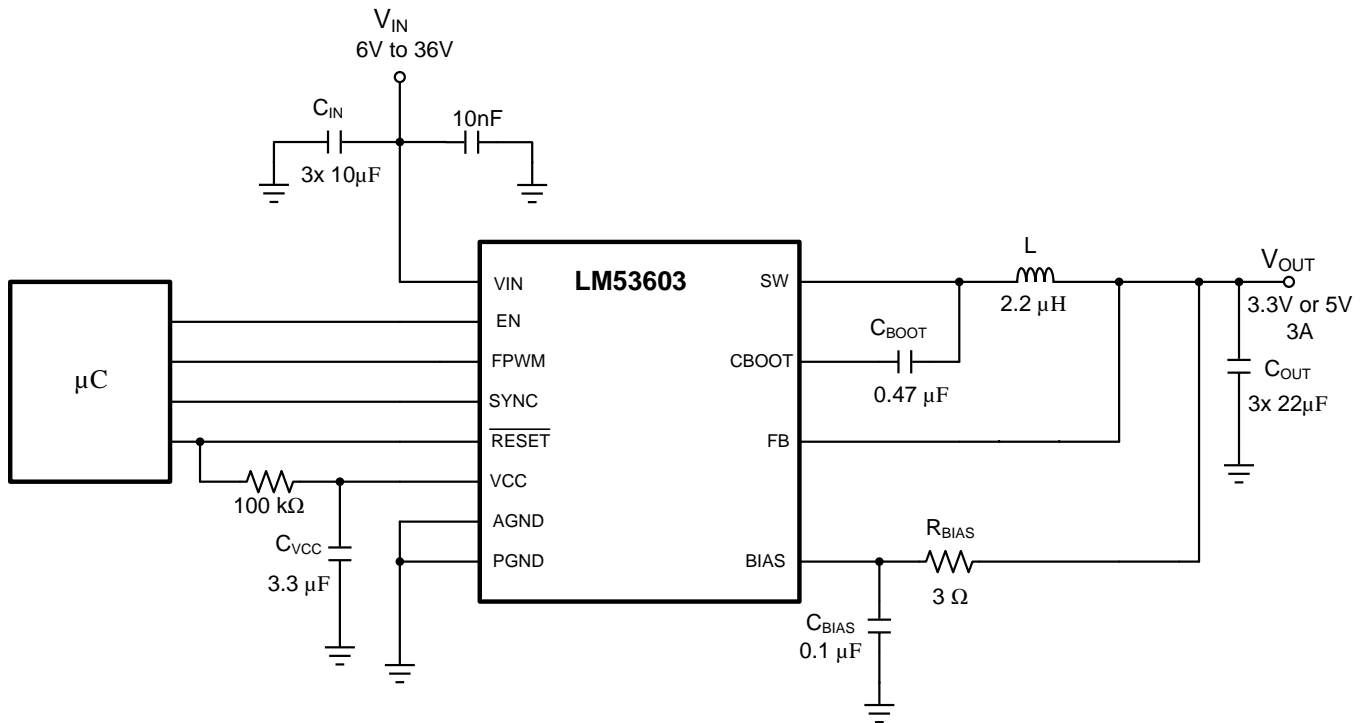 VIN
6V to 36V
CIN
10nF
3x 10µF
LM53603
VIN
EN
FPWM
SYNC
RESET
VCC
AGND
PGND
SW
CBOOT
FB
BIAS
µC
100 kΩ
CVCC
3.3 µF
L
2.2 µH
CBOOT
0.47 µF
VOUT
3.3V or 5V
3A
COUT
3x 22µF
RBIAS
3 Ω
CBIAS
0.1 µF